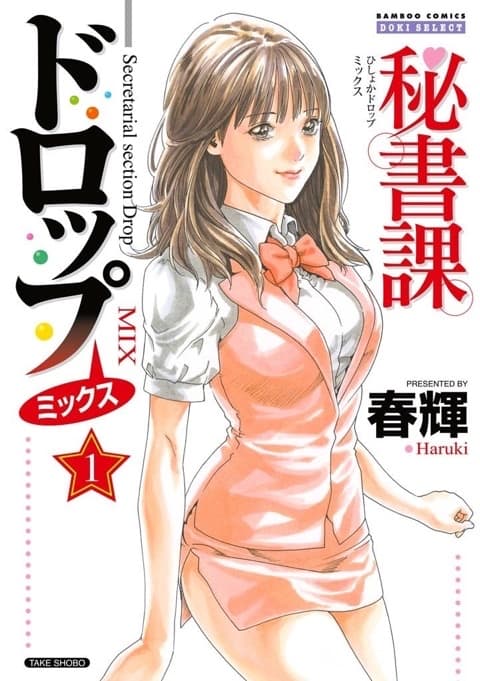 BAMBOO COMICS
DOKI SELECT
秘書課
ひしょかドロップ
ミックス
ドロップ
Secretarial section Drop
MIX
ミックス
1
PRESENTED BY
春輝
Haruki
TAKE SHOBO